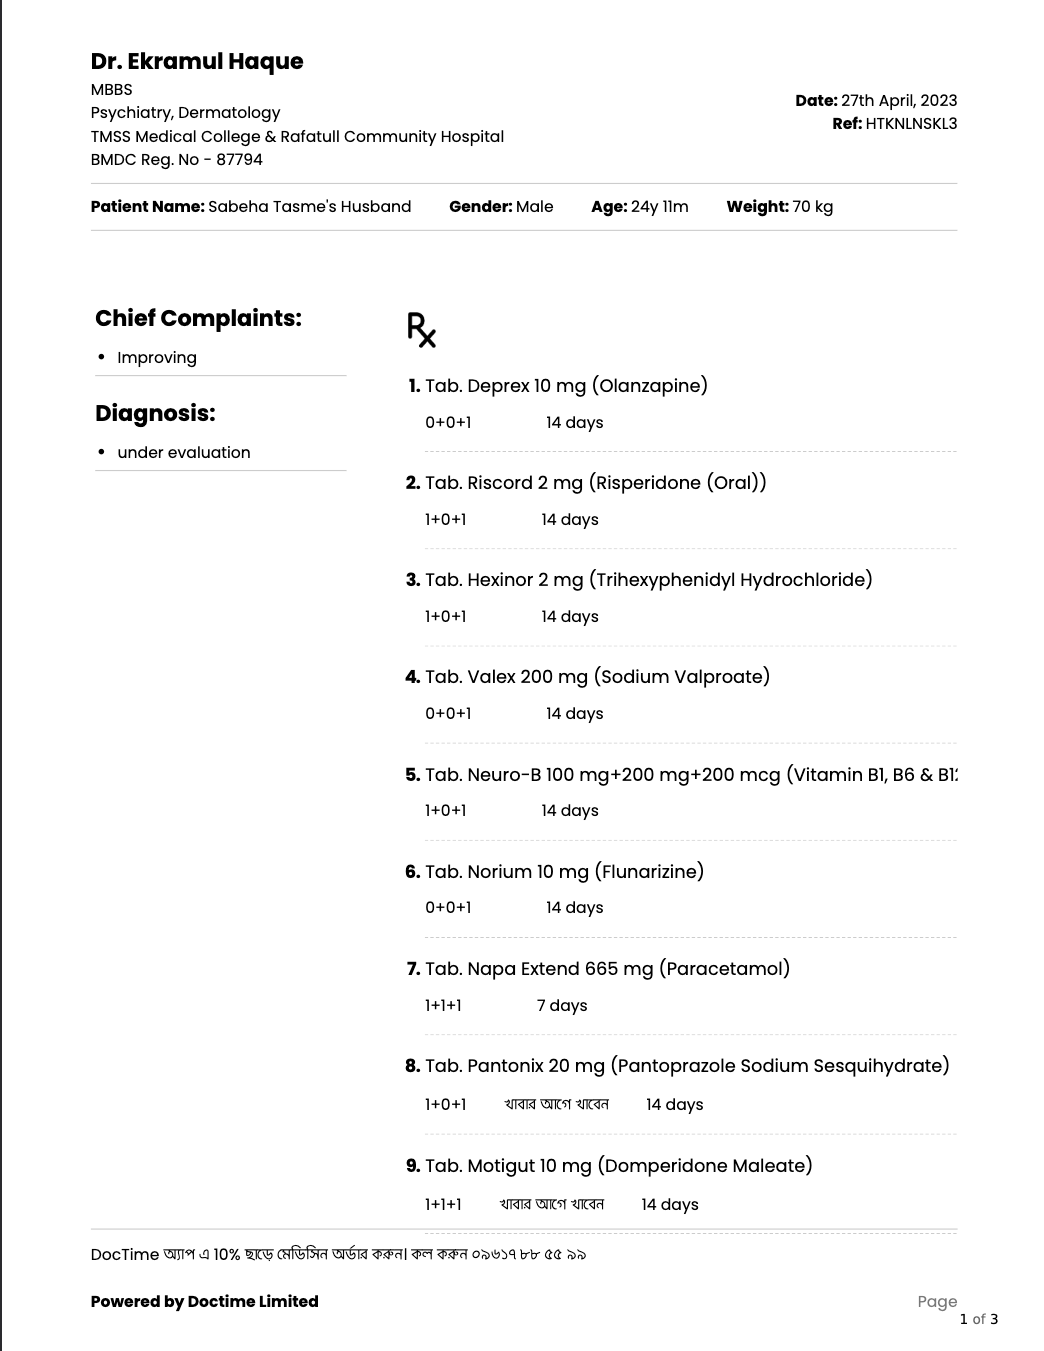 Dr. Ekramul Haque
MBBS
Psychiatry, Dermatology
TMSS Medical College & Rafatull Community Hospital
BMDC Reg. No - 87794
Date: 27th April, 2023
Ref: HTKNLNSKL3
Patient Name: Sabeha Tasme's Husband Gender: Male Age: 24y 11m Weight: 70 kg
Chief Complaints:
• Improving
Diagnosis:
• under evaluation
Rx
1. Tab. Deprex 10 mg (Olanzapine)
0+0+1 14 days
2. Tab. Riscord 2 mg (Risperidone (Oral))
1+0+1 14 days
3. Tab. Hexinor 2 mg (Trihexyphenidyl Hydrochloride)
1+0+1 14 days
4. Tab. Valex 200 mg (Sodium Valproate)
0+0+1 14 days
5. Tab. Neuro-B 100 mg+200 mg+200 mcg (Vitamin B1, B6 & B12
1+0+1 14 days
6. Tab. Norium 10 mg (Flunarizine)
0+0+1 14 days
7. Tab. Napa Extend 665 mg (Paracetamol)
1+1+1 7 days
8. Tab. Pantonix 20 mg (Pantoprazole Sodium Sesquihydrate)
1+0+1 খাবার আগে খাবেন 14 days
9. Tab. Motigut 10 mg (Domperidone Maleate)
1+1+1 খাবার আগে খাবেন 14 days
DocTime অ্যাপ এ 10% ছাড়ে মেডিসিন অর্ডার করুন। কল করুন ০৯৬১৭ ৮৮ ৫৫ ৯৯
Powered by Doctime Limited
Page
1 of 3